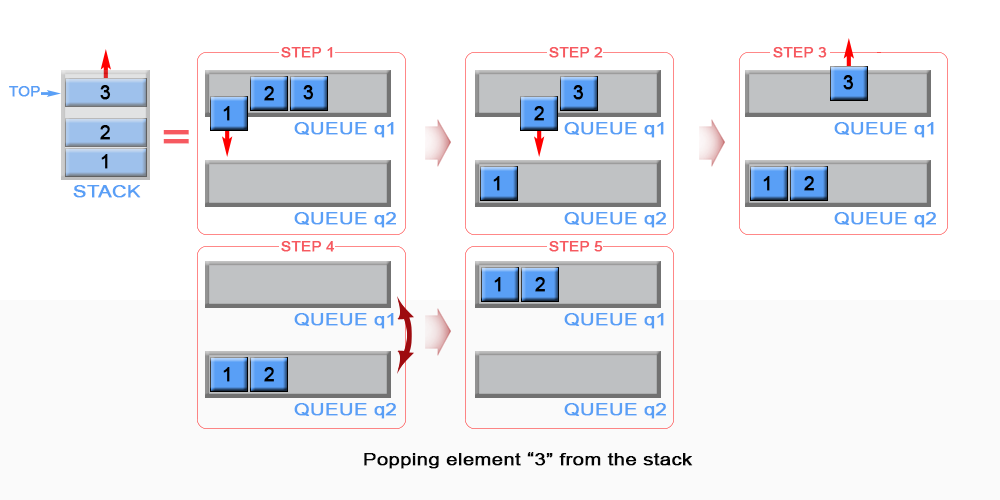 STEP 1
STEP 2
STEP 3
TOP
3
2
1
STACK
1
2
3
QUEUE q1
QUEUE q2
2
3
QUEUE q1
1
QUEUE q2
3
QUEUE q1
1
2
QUEUE q2
STEP 4
STEP 5
QUEUE q1
1
2
QUEUE q2
1
2
QUEUE q1
QUEUE q2
Popping element “3” from the stack